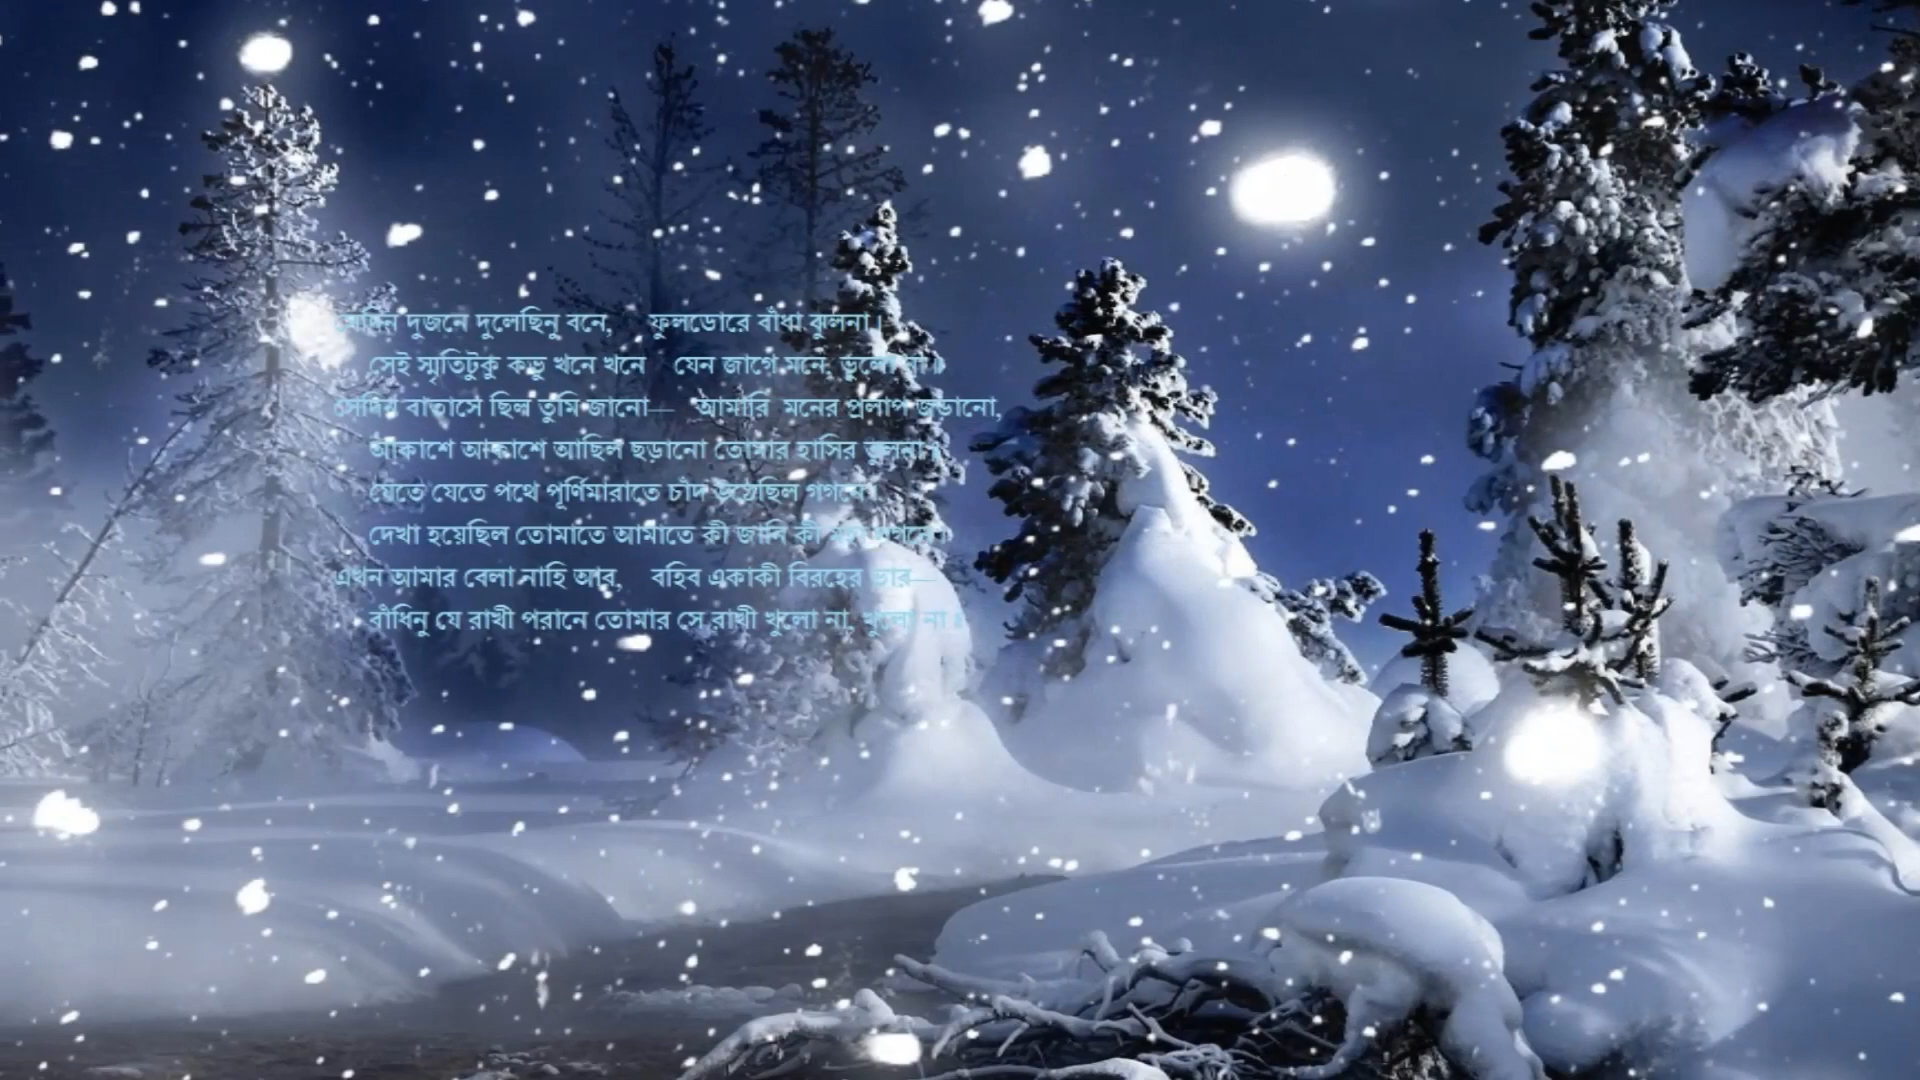 সেদিন দুজনে দুলেছিনু বনে, ফুলডোরে বাঁধা ঝুলনা।
সেই স্মৃতিটুকু কভু খনে খনে যেন জাগে মনে, ভুলো না॥
সেদিন বাতাসে ছিল তুমি জানো— আমারি মনের প্রলাপ জড়ানো,
আকাশে আকাশে আছিল ছড়ানো তোমার হাসির তুলনা॥
যেতে যেতে পথে পূর্ণিমারাতে চাঁদ উঠেছিল গগনে।
দেখা হয়েছিল তোমাতে আমাতে কী জানি কী লগনে।
এখন আমার বেলা নাহি আর, বহিব একাকী বিরহের ভার—
বাঁধিনু যে রাখী পরানে তোমার সে রাখী খুলো না, খুলো না॥